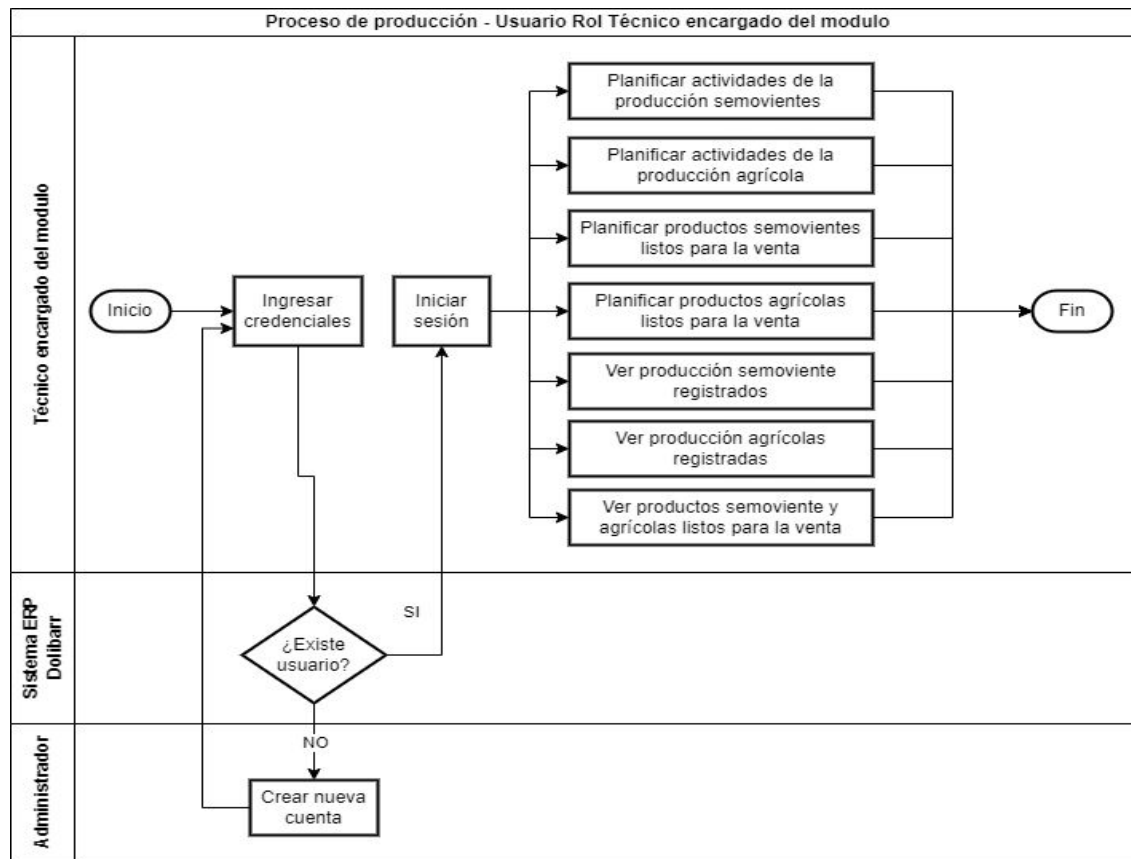 Proceso de producción - Usuario Rol Técnico encargado del modulo
Técnico encargado del modulo
Inicio
Ingresar
credenciales
Iniciar
sesión
Planificar actividades de la
producción semovientes
Planificar actividades de la
producción agrícola
Planificar productos semovientes
listos para la venta
Planificar productos agrícolas
listos para la venta
Ver producción semoviente
registrados
Ver producción agrícolas
registradas
Ver productos semoviente y
agrícolas listos para la venta
Fin
Sistema ERP
Dolibarr
¿Existe
usuario?
SI
NO
Administrador
Crear nueva
cuenta